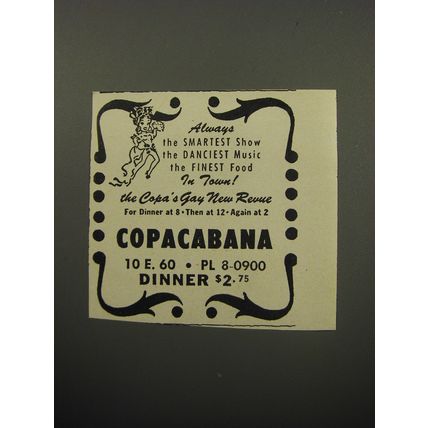 Always
the SMARTEST Show
the DANCIEST Music
the FINEST Food
In Town!
the Copa's Gay New Revue
For Dinner at 8 • Then at 12 • Again at 2
COPACABANA
10 E. 60 • PL 8-0900
DINNER $2.75